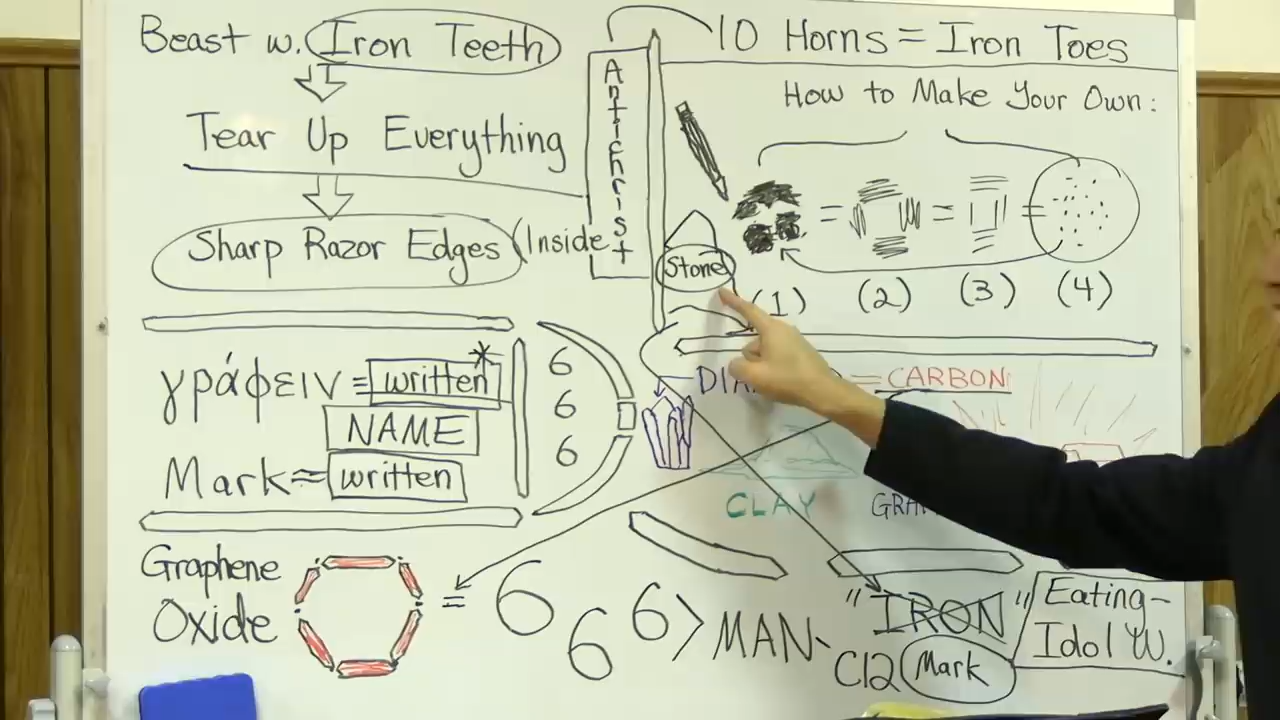 Beast w. Iron Teeth
Tear Up Everything
Sharp Razor Edges (Inside
Antichrist
10 Horns = Iron Toes
How to Make Your Own:
Stone
= = =
(1) (2) (3) (4)
γράφειν = written*
NAME
Mark ≈ written
6
6
6
= CARBON
CLAY
Graphene
Oxide
= 6 6 6 > MAN
"IRON"
C12 Mark
Eating-
Idol W.